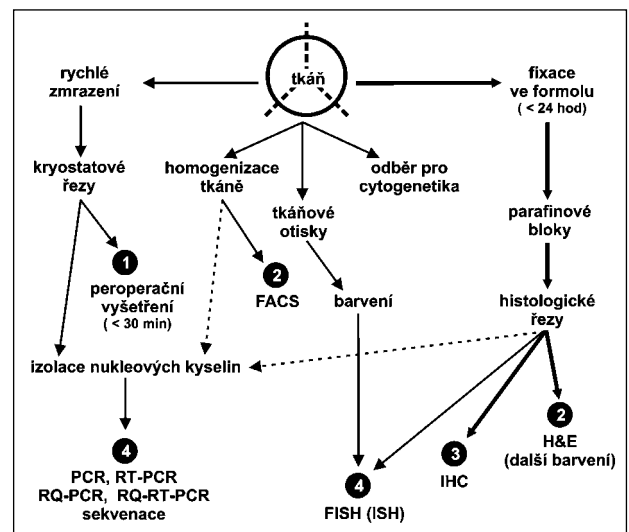 tkáň
rychlé
zmrazení
fixace
ve formolu
( < 24 hod)
kryostatové
řezy
homogenizace
tkáně
odběr pro
cytogenetika
tkáňové
otisky
parafinové
bloky
1
peroperační
vyšetření
( < 30 min)
2
FACS
barvení
histologické
řezy
izolace nukleových kyselin
4
PCR, RT-PCR
RQ-PCR, RQ-RT-PCR
sekvenace
4
FISH (ISH)
3
IHC
2
H&E
(další barvení)